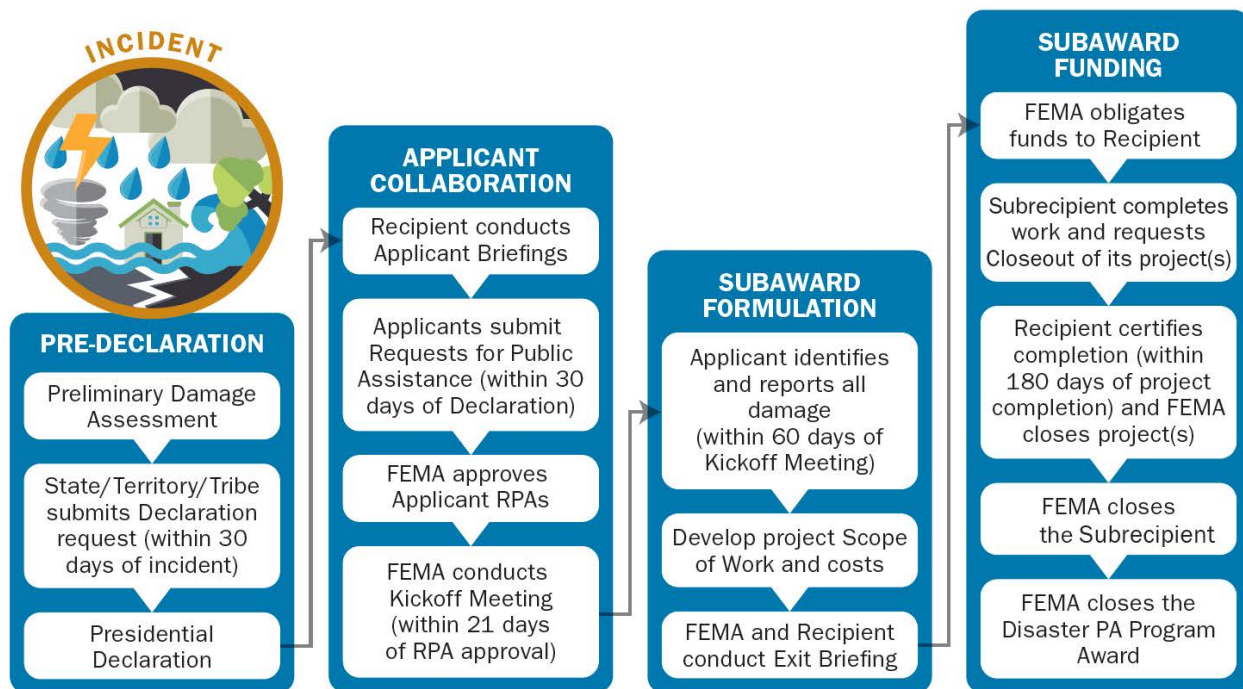 INCIDENT
PRE-DECLARATION
Preliminary Damage
Assessment
State/Territory/Tribe
submits Declaration
request (within 30
days of incident)
Presidential
Declaration
APPLICANT
COLLABORATION
Recipient conducts
Applicant Briefings
Applicants submit
Requests for Public
Assistance (within 30
days of Declaration)
FEMA approves
Applicant RPAs
FEMA conducts
Kickoff Meeting
(within 21 days
of RPA approval)
SUBAWARD
FORMULATION
Applicant identifies
and reports all
damage
(within 60 days of
Kickoff Meeting)
Develop project Scope
of Work and costs
FEMA and Recipient
conduct Exit Briefing
SUBAWARD
FUNDING
FEMA obligates
funds to Recipient
Subrecipient completes
work and requests
Closeout of its project(s)
Recipient certifies
completion (within
180 days of project
completion) and FEMA
closes project(s)
FEMA closes
the Subrecipient
FEMA closes the
Disaster PA Program
Award